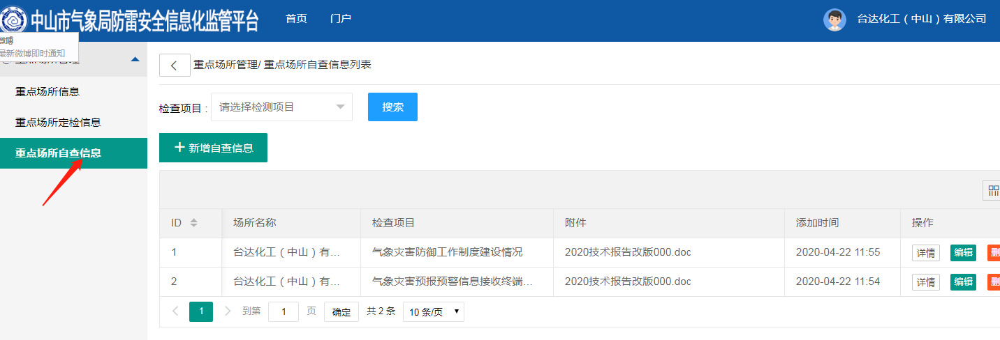 中山市气象局防雷安全信息化监管平台 首页 门户 台达化工（中山）有限公司
微博
最新微博即时通知
重点场所管理/ 重点场所自查信息列表
重点场所信息
检查项目 : 请选择检测项目 搜索
重点场所定检信息
重点场所自查信息
新增自查信息
ID 场所名称 检查项目 附件 添加时间 操作
1 台达化工（中山）有... 气象灾害防御工作制度建设情况 2020技术报告改版000.doc 2020-04-22 11:55 详情 编辑
2 台达化工（中山）有... 气象灾害预报预警信息接收终端... 2020技术报告改版000.doc 2020-04-22 11:54 详情 编辑
1 到第 1 页 确定 共 2 条 10 条/页